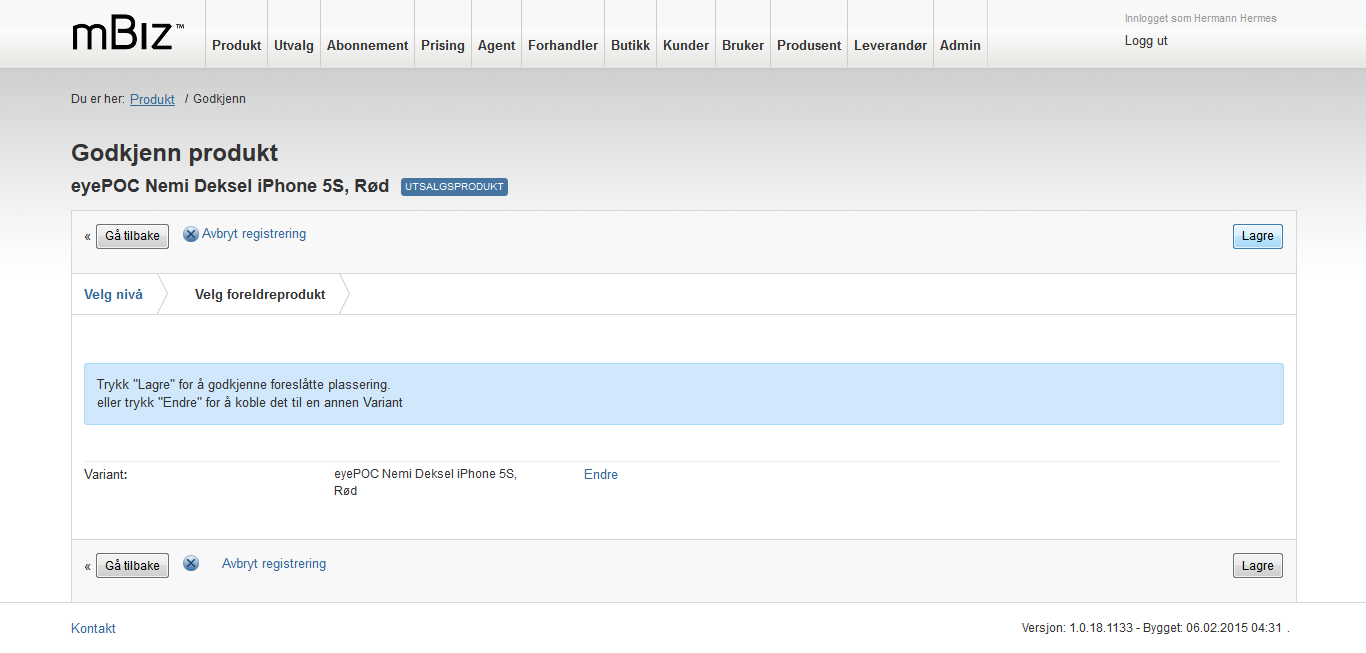 mBiz™
Produkt Utvalg Abonnement Prising Agent Forhandler Butikk Kunder Bruker Produsent Leverandør Admin
Innlogget som Hermann Hermes
Logg ut
Du er her: Produkt / Godkjenn
Godkjenn produkt
eyePOC Nemi Deksel iPhone 5S, Rød UTSALGSPRODUKT
« Gå tilbake Avbryt registrering Lagre
Velg nivå Velg foreldreprodukt
Trykk "Lagre" for å godkjenne foreslåtte plassering.
eller trykk "Endre" for å koble det til en annen Variant
Variant: eyePOC Nemi Deksel iPhone 5S, Endre
Rød
« Gå tilbake Avbryt registrering Lagre
Kontakt Versjon: 1.0.18.1133 - Bygget: 06.02.2015 04:31 .